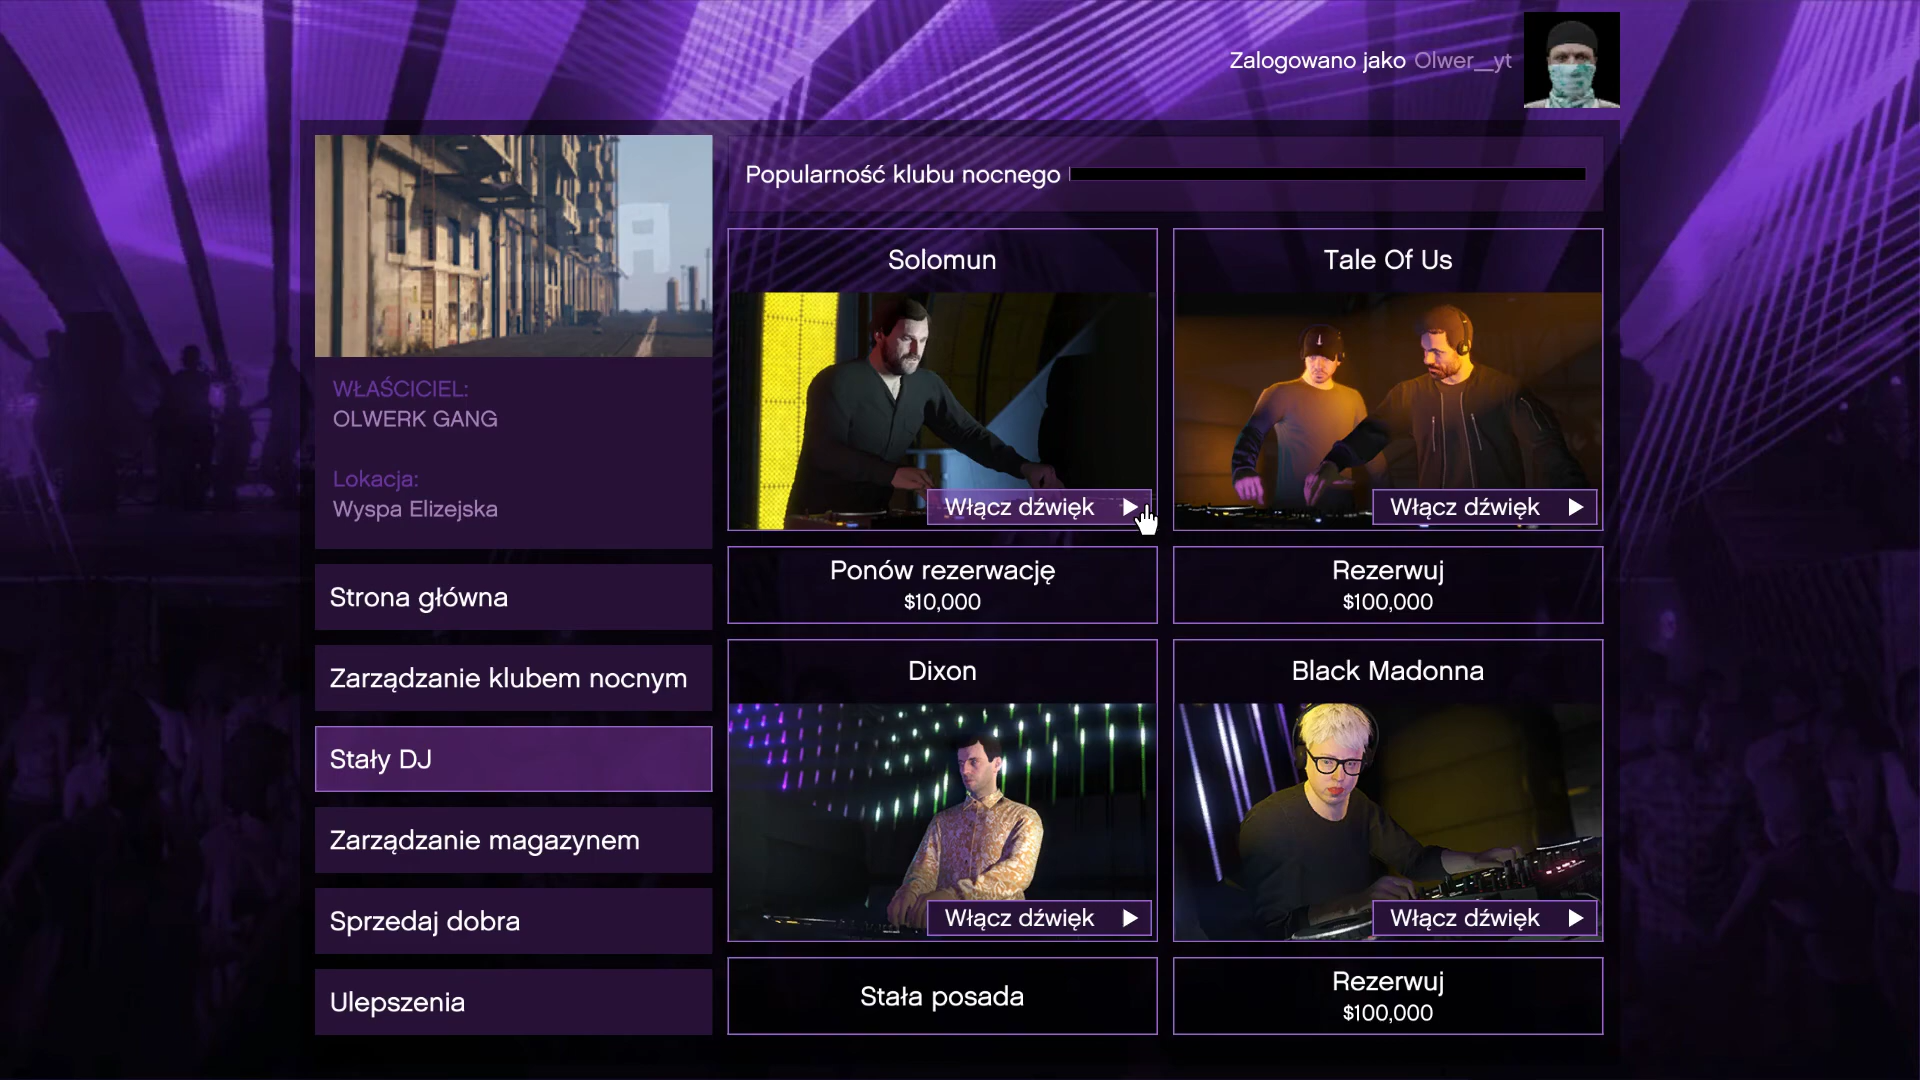 Zalogowano jako Olwer__yt
WŁAŚCICIEL:
OLWERK GANG
Lokacja:
Wyspa Elizejska
Strona główna
Zarządzanie klubem nocnym
Stały DJ
Zarządzanie magazynem
Sprzedaj dobra
Ulepszenia
Popularność klubu nocnego
Solomun
Włącz dźwięk
Ponów rezerwację
$10,000
Tale Of Us
Włącz dźwięk
Rezerwuj
$100,000
Dixon
Włącz dźwięk
Stała posada
Black Madonna
Włącz dźwięk
Rezerwuj
$100,000